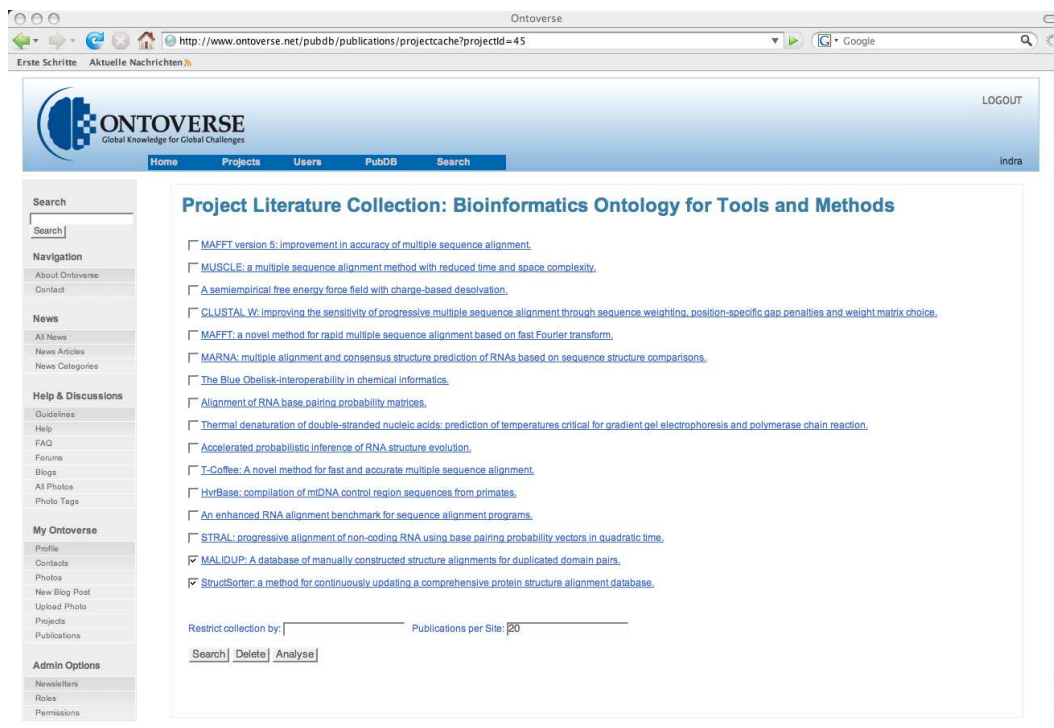 Ontoverse
http://www.ontoverse.net/pubdb/publications/projectcache?projectId=45
G Google
Erste Schritte Aktuelle Nachrichten
LOGOUT
ONTOVERSE
Global Knowledge for Global Challenges
Home Projects Users PubDB Search
indra
Search
Search
Navigation
About Ontoverse
Contact
News
All News
News Articles
News Categories
Help & Discussions
Guidelines
Help
FAQ
Forums
Blogs
All Photos
Photo Tags
My Ontoverse
Profile
Contacts
Photos
New Blog Post
Upload Photo
Projects
Publications
Admin Options
Newsletters
Roles
Permissions
Project Literature Collection: Bioinformatics Ontology for Tools and Methods
MAFFT version 5: improvement in accuracy of multiple sequence alignment.
MUSCLE: a multiple sequence alignment method with reduced time and space complexity.
A semiempirical free energy force field with charge-based desolvation.
CLUSTAL W: improving the sensitivity of progressive multiple sequence alignment through sequence weighting, position-specific gap penalties and weight matrix choice.
MAFFT: a novel method for rapid multiple sequence alignment based on fast Fourier transform.
MARNA: multiple alignment and consensus structure prediction of RNAs based on sequence structure comparisons.
The Blue Obelisk-interoperability in chemical informatics.
Alignment of RNA base pairing probability matrices.
Thermal denaturation of double-stranded nucleic acids: prediction of temperatures critical for gradient gel electrophoresis and polymerase chain reaction.
Accelerated probabilistic inference of RNA structure evolution.
T-Coffee: A novel method for fast and accurate multiple sequence alignment.
HvrBase: compilation of mtDNA control region sequences from primates.
An enhanced RNA alignment benchmark for sequence alignment programs.
STRAL: progressive alignment of non-coding RNA using base pairing probability vectors in quadratic time.
MALIDUP: A database of manually constructed structure alignments for duplicated domain pairs.
StructSorter: a method for continuously updating a comprehensive protein structure alignment database.
Restrict collection by: Publications per Site: 20
Search Delete Analyse